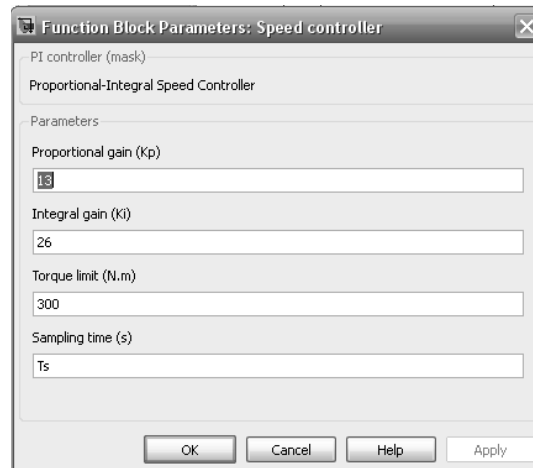 Function Block Parameters: Speed controller
PI controller (mask)
Proportional-Integral Speed Controller
Parameters
Proportional gain (Kp)
13
Integral gain (Ki)
26
Torque limit (N.m)
300
Sampling time (s)
Ts
OK Cancel Help Apply